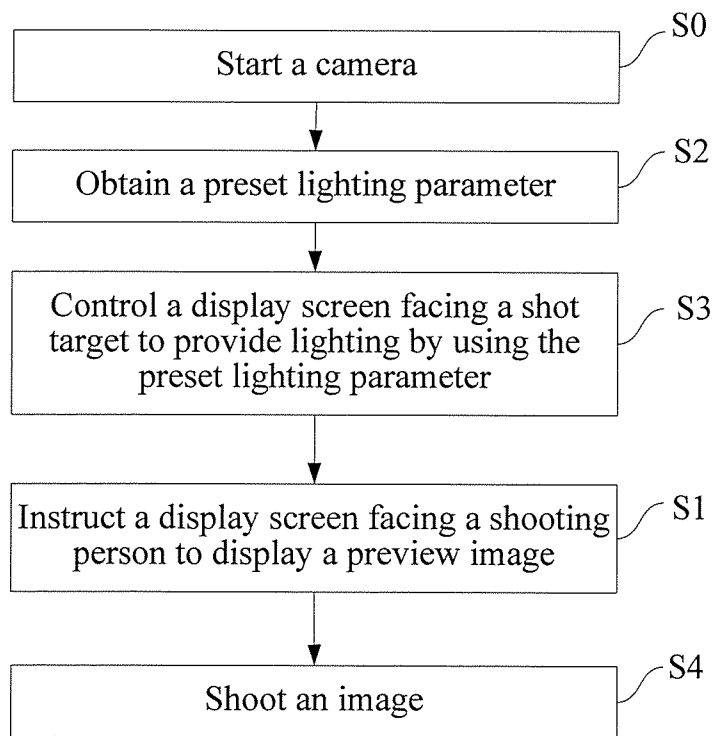 S0
Start a camera
S2
Obtain a preset lighting parameter
S3
Control a display screen facing a shot
target to provide lighting by using the
preset lighting parameter
S1
Instruct a display screen facing a shooting
person to display a preview image
S4
Shoot an image